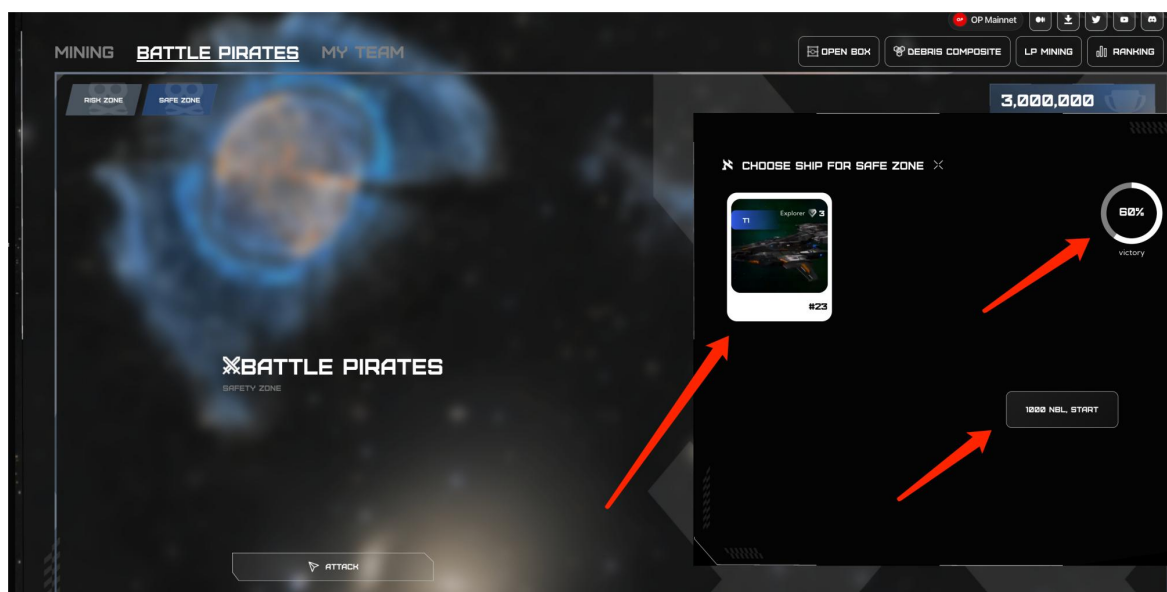 OP OP Mainnet
MINING BATTLE PIRATES MY TEAM
OPEN BOX DEBRIS COMPOSITE LP MINING RANKING
RISK ZONE SAFE ZONE
3,000,000
CHOOSE SHIP FOR SAFE ZONE
T1 Explorer 3
#23
60%
victory
BATTLE PIRATES
SAFETY ZONE
1000 NBL, START
ATTACK